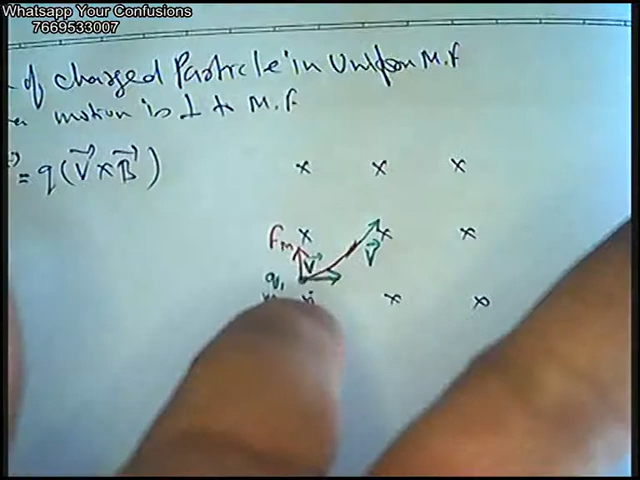 Whatsapp Your Confusions
7669533007
of charged Particle in Uniform M.F
motion is ⊥ to M.F
= q(V⃗ × B⃗)
x x x
Fm x x x
V⃗ V⃗
q,
x x